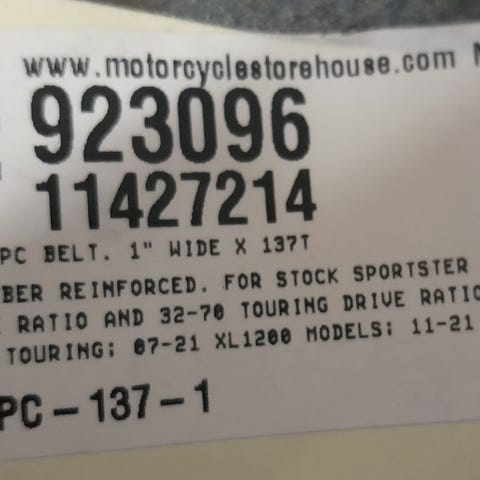 www.motorcyclestorehouse.com N
923096
11427214
PC BELT. 1" WIDE X 137T
BER REINFORCED. FOR STOCK SPORTSTER
RATIO AND 32-70 TOURING DRIVE RATIO
TOURING; 07-21 XL1200 MODELS: 11-21
PC-137-1